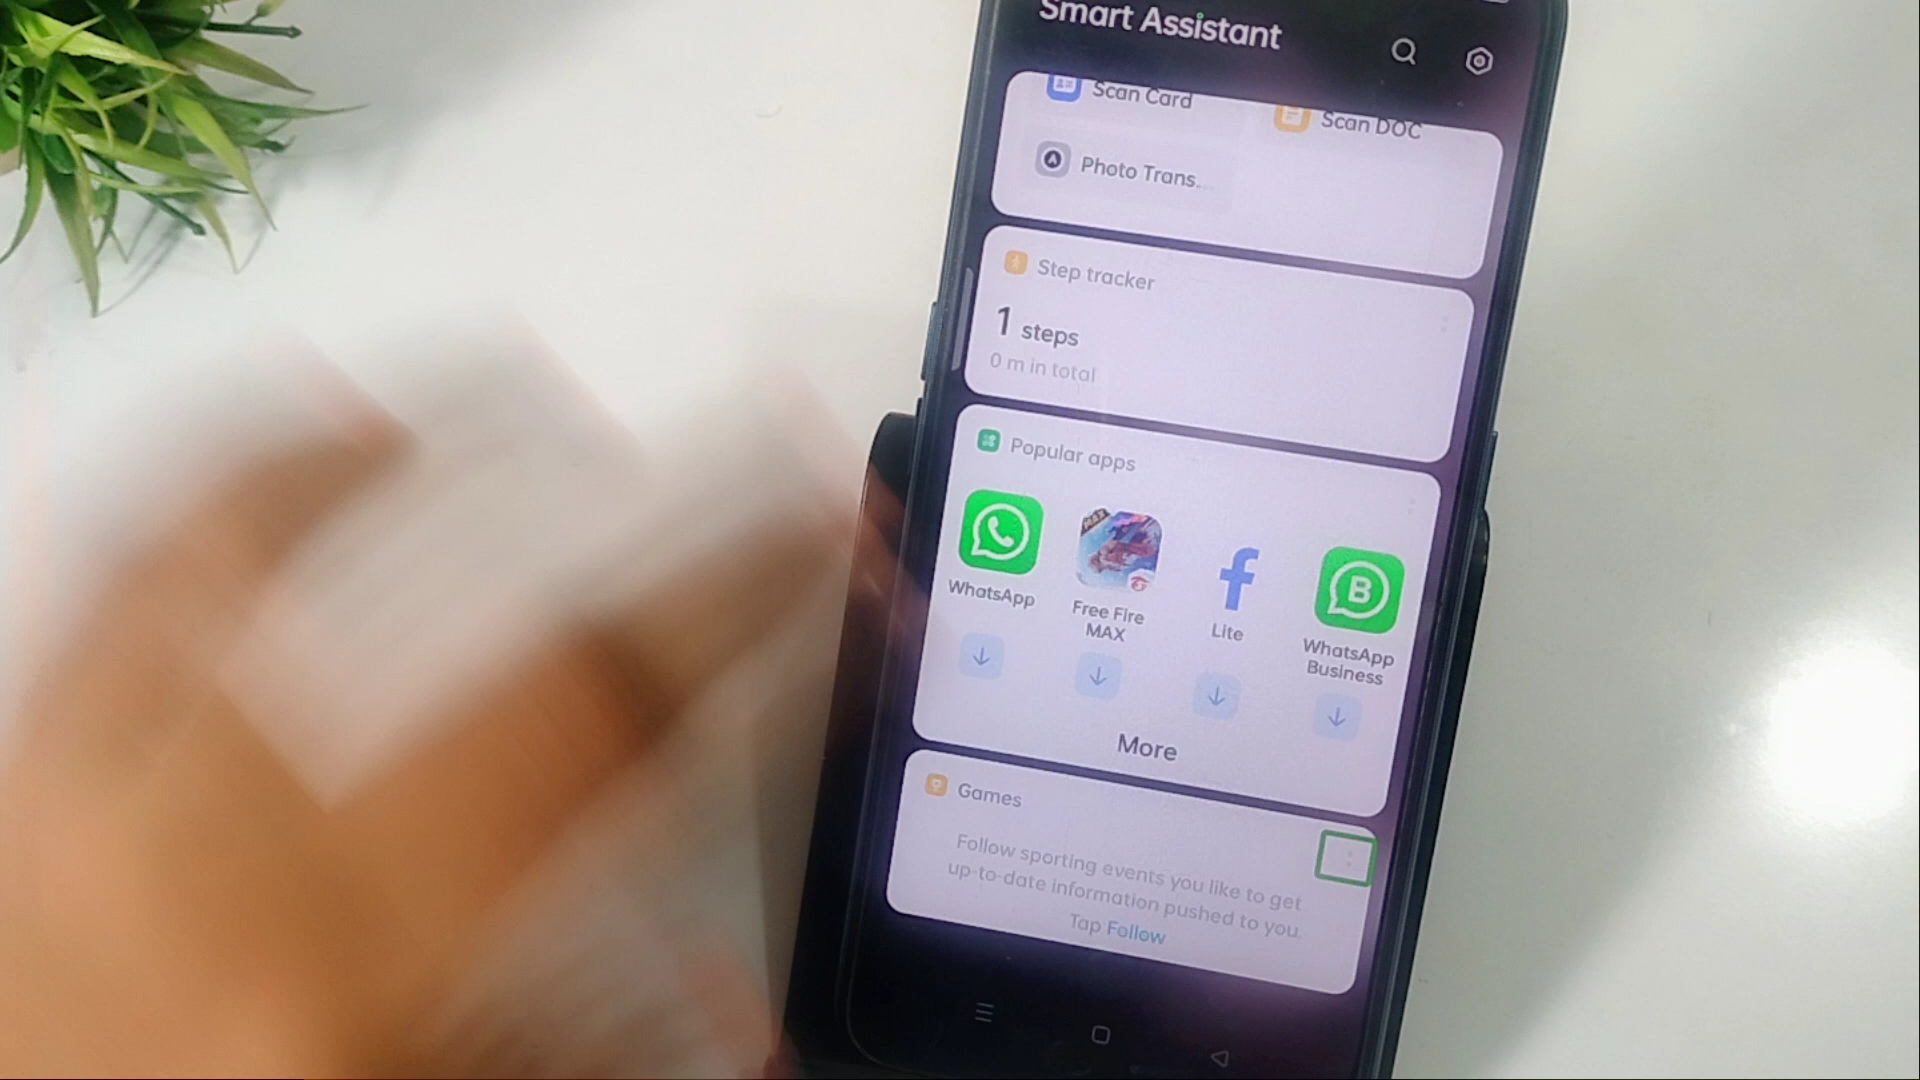 Smart Assistant
Scan Card
Scan DOC
Photo Trans...
Step tracker
1 steps
0 m in total
Popular apps
MAX
WhatsApp
Free Fire
MAX
Lite
WhatsApp
Business
More
Games
Follow sporting events you like to get
up-to-date information pushed to you.
Tap Follow